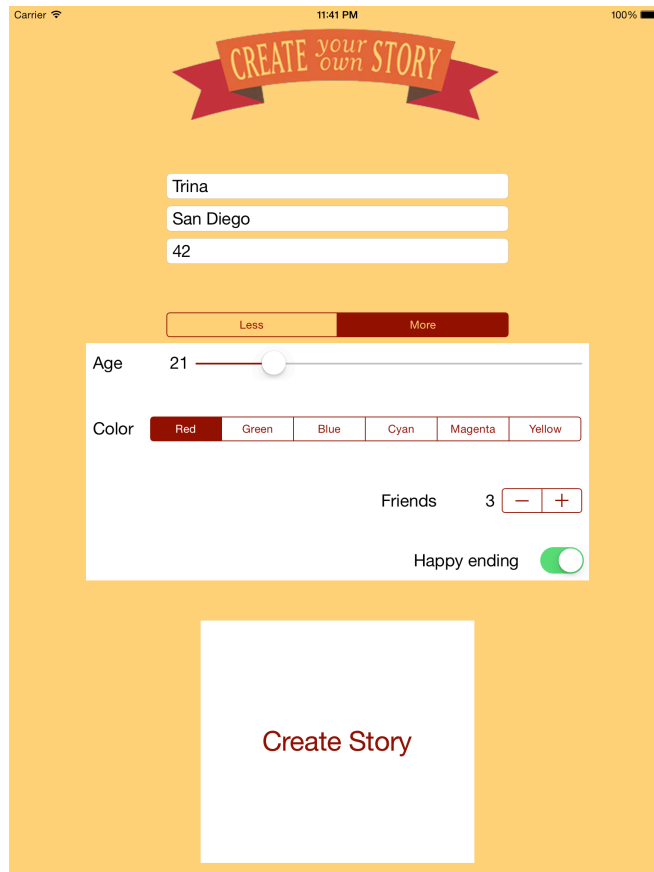 Carrier 11:41 PM 100%
CREATE your own STORY
Trina
San Diego
42
Less More
Age 21
Color Red Green Blue Cyan Magenta Yellow
Friends 3 − +
Happy ending
Create Story